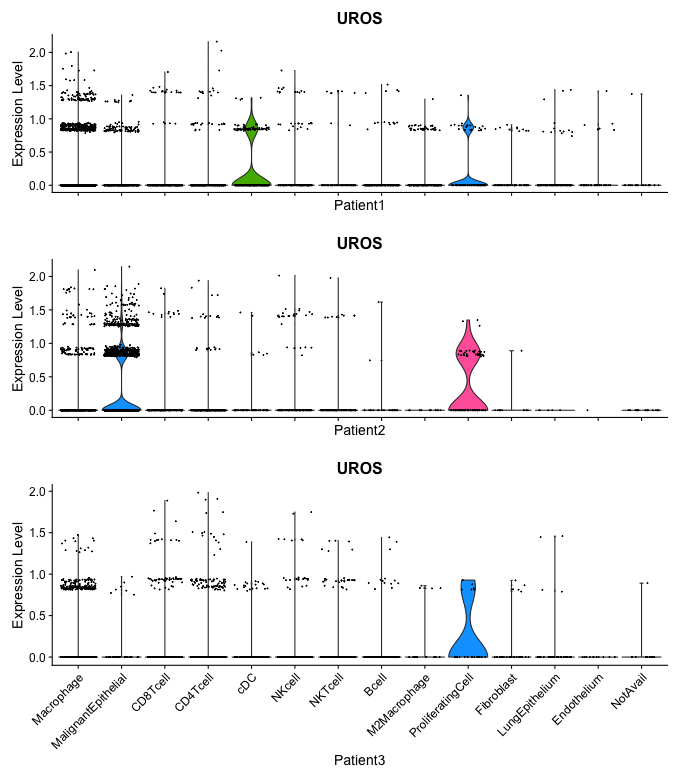 UROS
Expression Level
2.0
1.5
1.0
0.5
0.0
Patient1
UROS
Expression Level
2.0
1.5
1.0
0.5
0.0
Patient2
UROS
Expression Level
2.0
1.5
1.0
0.5
0.0
Macrophage
MalignantEpithelial
CD8Tcell
CD4Tcell
cDC
NKcell
NKTcell
Bcell
M2Macrophage
ProliferatingCell
Fibroblast
LungEpithelium
Endothelium
NotAvail
Patient3